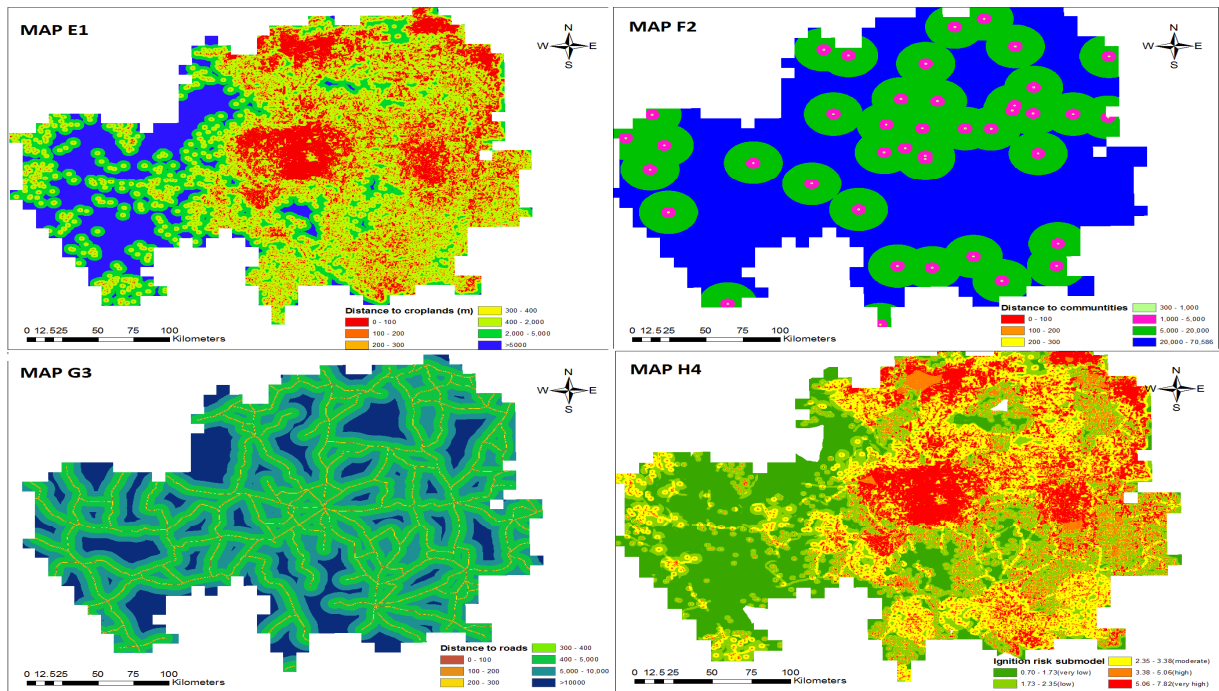 MAP E1
N
W E
S
Distance to croplands (m)
0 - 100
100 - 200
200 - 300
300 - 400
400 - 2,000
2,000 - 5,000
>5000
0 12.525 50 75 100
Kilometers
MAP F2
N
W E
S
Distance to communtities
0 - 100
100 - 200
200 - 300
300 - 1,000
1,000 - 5,000
5,000 - 20,000
20,000 - 70,586
0 12.525 50 75 100
Kilometers
MAP G3
N
W E
S
Distance to roads
0 - 100
100 - 200
200 - 300
300 - 400
400 - 5,000
5,000 - 10,000
>10000
0 12.525 50 75 100
Kilometers
MAP H4
N
W E
S
Ignition risk submodel
0.70 - 1.73(very low)
1.73 - 2.35(low)
2.35 - 3.38(moderate)
3.38 - 5.06(high)
5.06 - 7.82(very high)
0 12.525 50 75 100
Kilometers